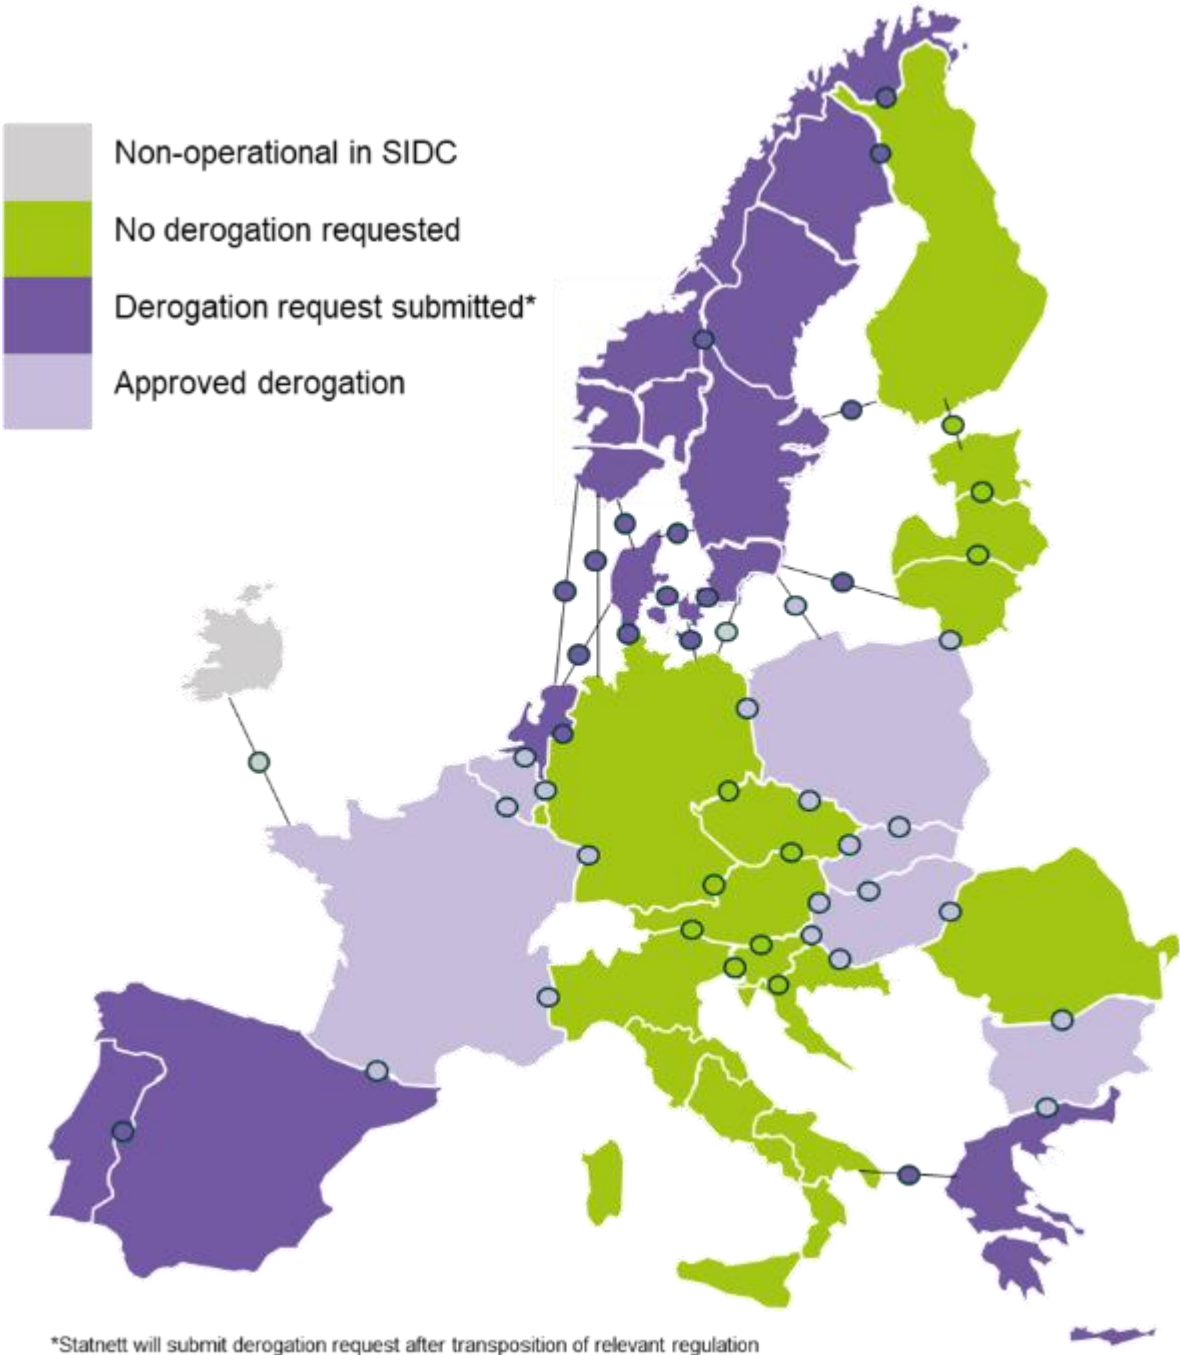 Non-operational in SIDC
No derogation requested
Derogation request submitted*
Approved derogation
*Statnett will submit derogation request after transposition of relevant regulation